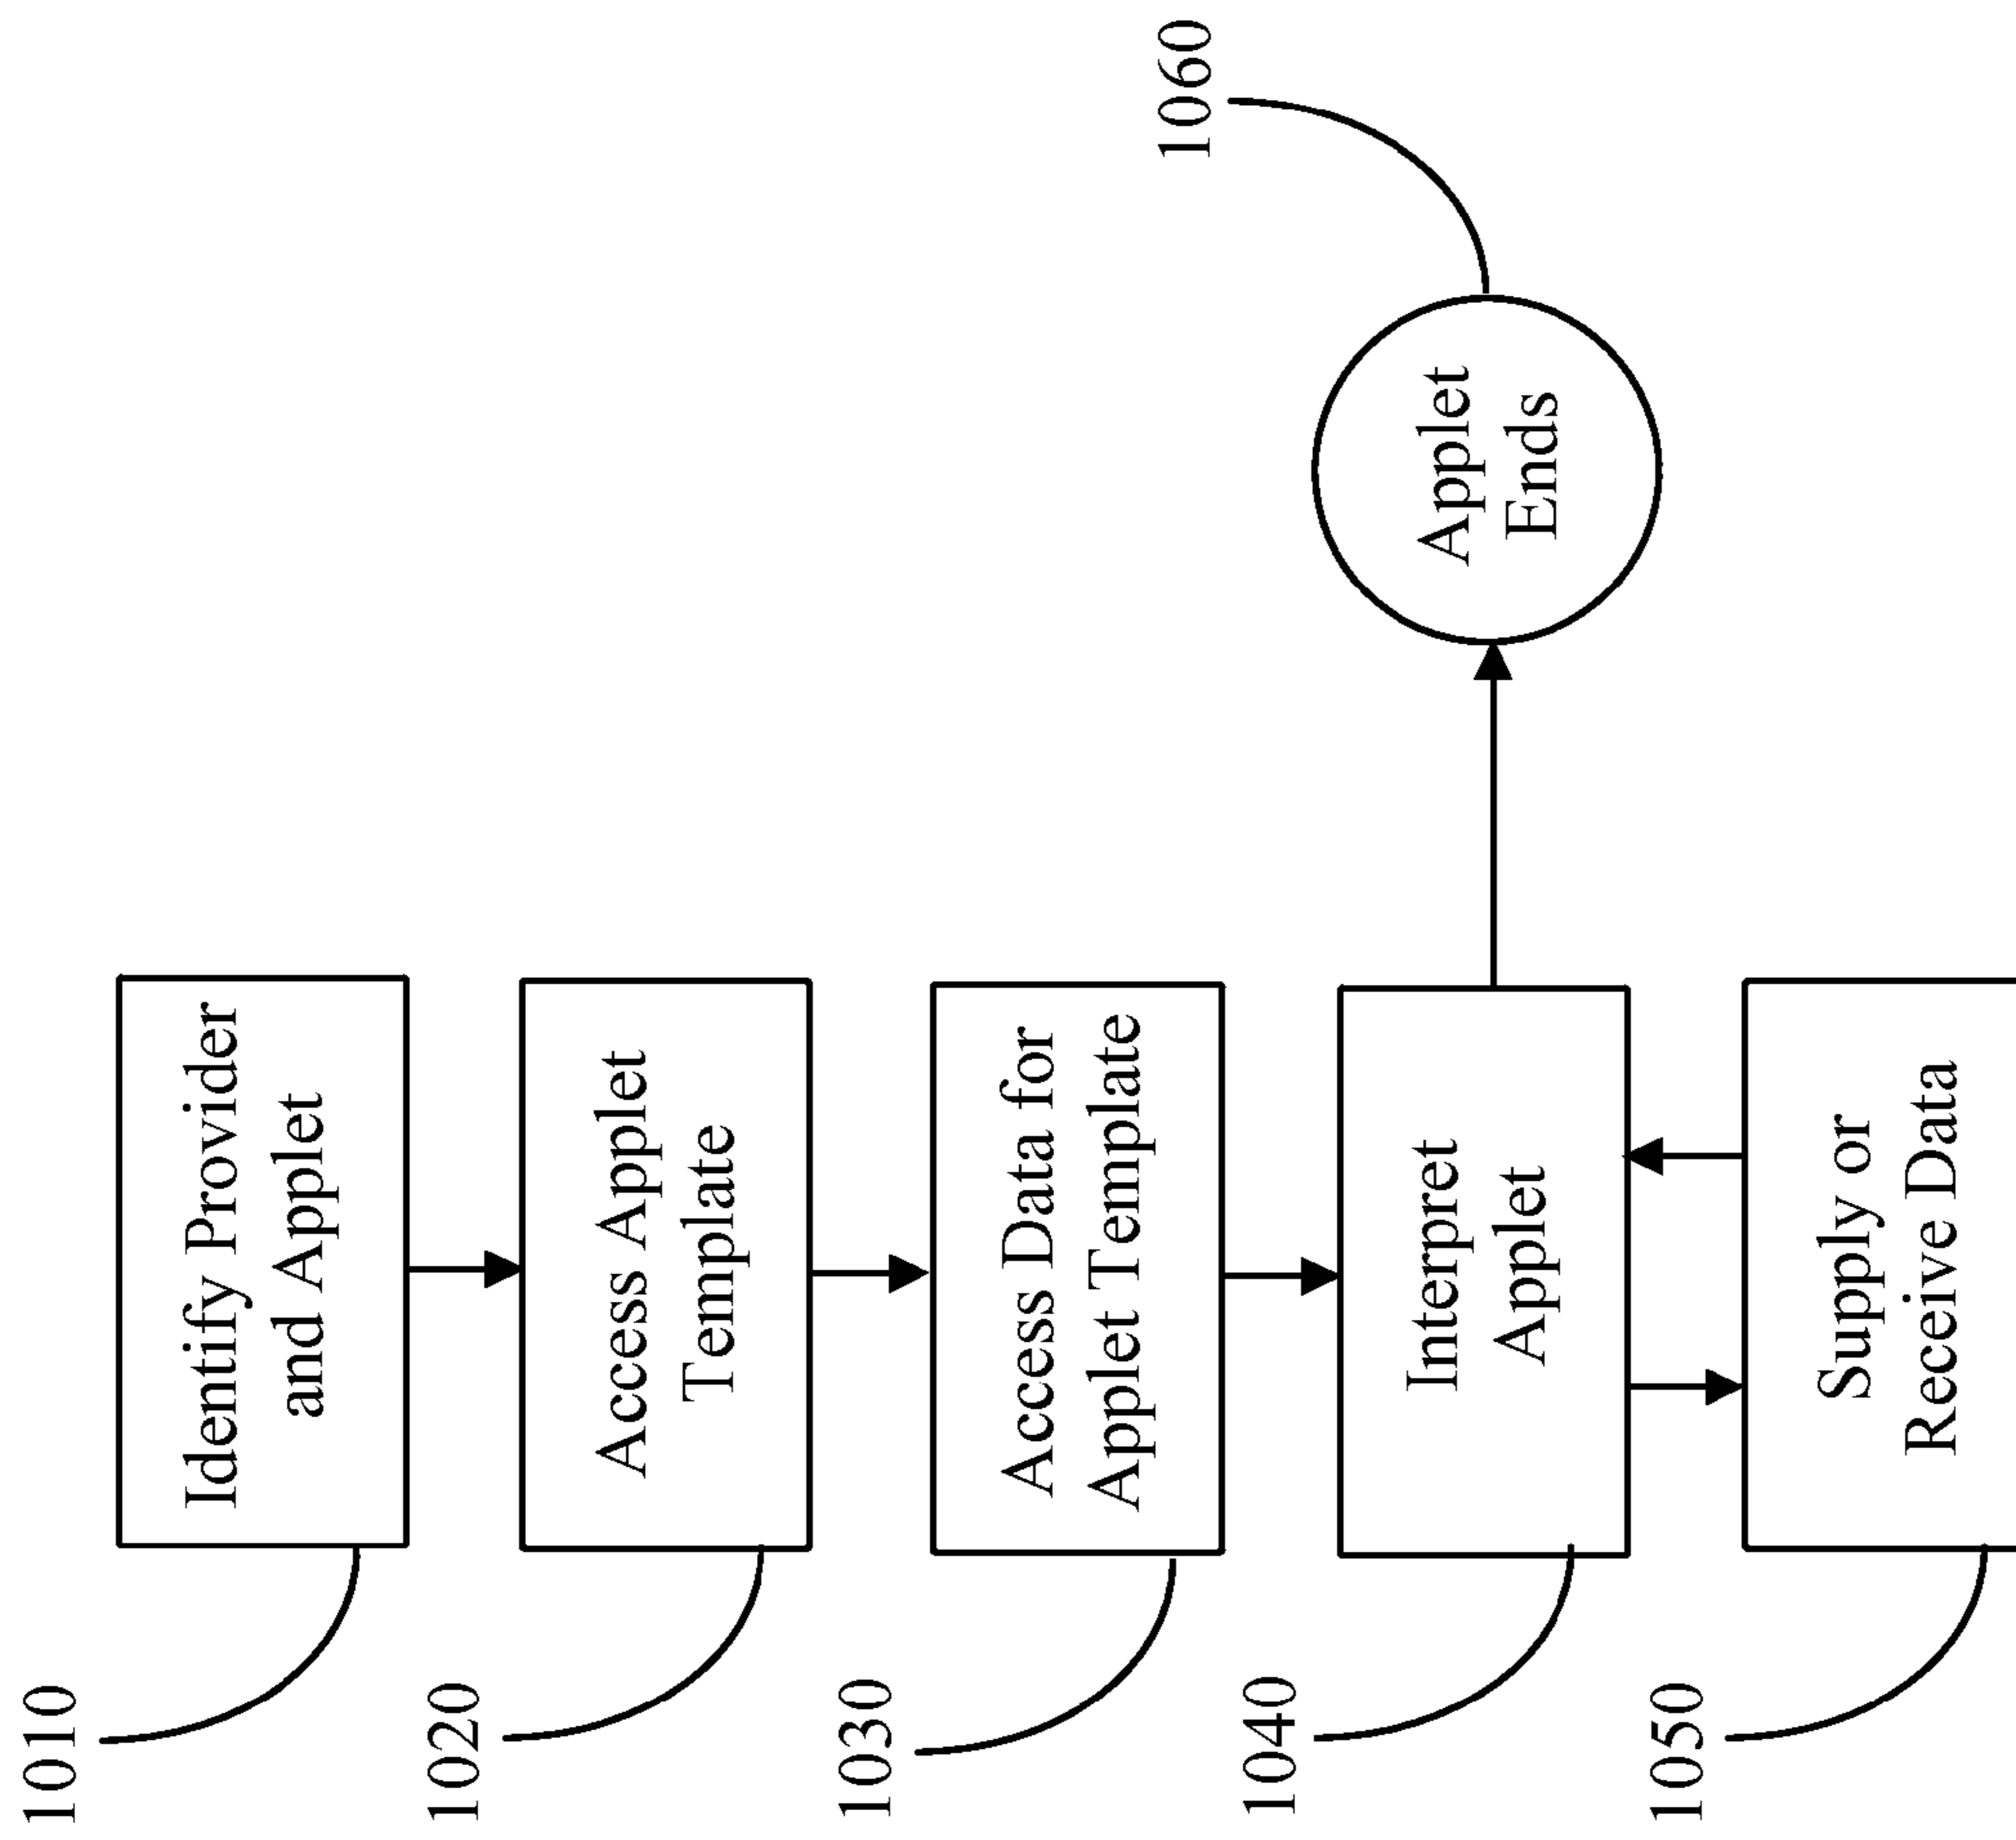 1010
Identify Provider
and Applet
1020
Access Applet
Template
1030
Access Data for
Applet Template
1040
Interpret
Applet
1050
Supply or
Receive Data
1060
Applet
Ends